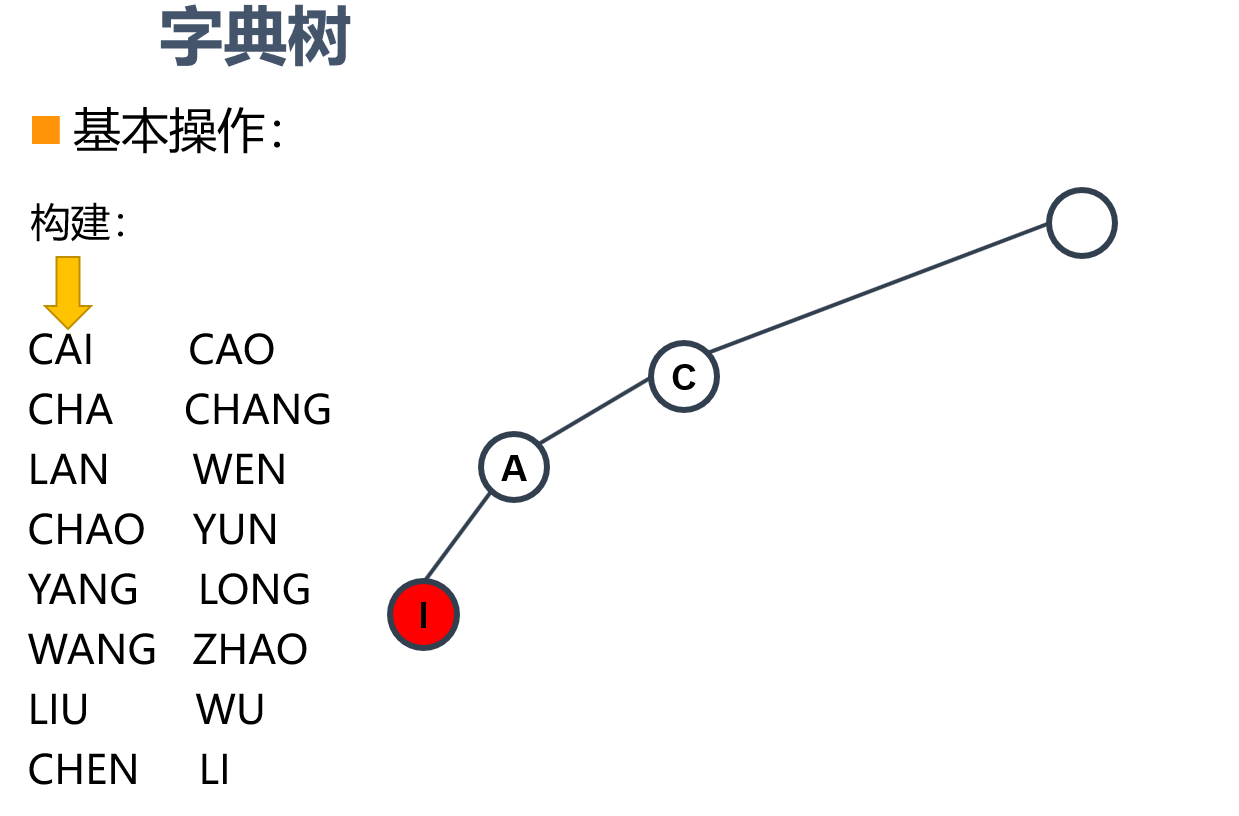 字典树
基本操作：
构建：
CAI CAO
CHA CHANG
LAN WEN
CHAO YUN
YANG LONG
WANG ZHAO
LIU WU
CHEN LI
C
A
I